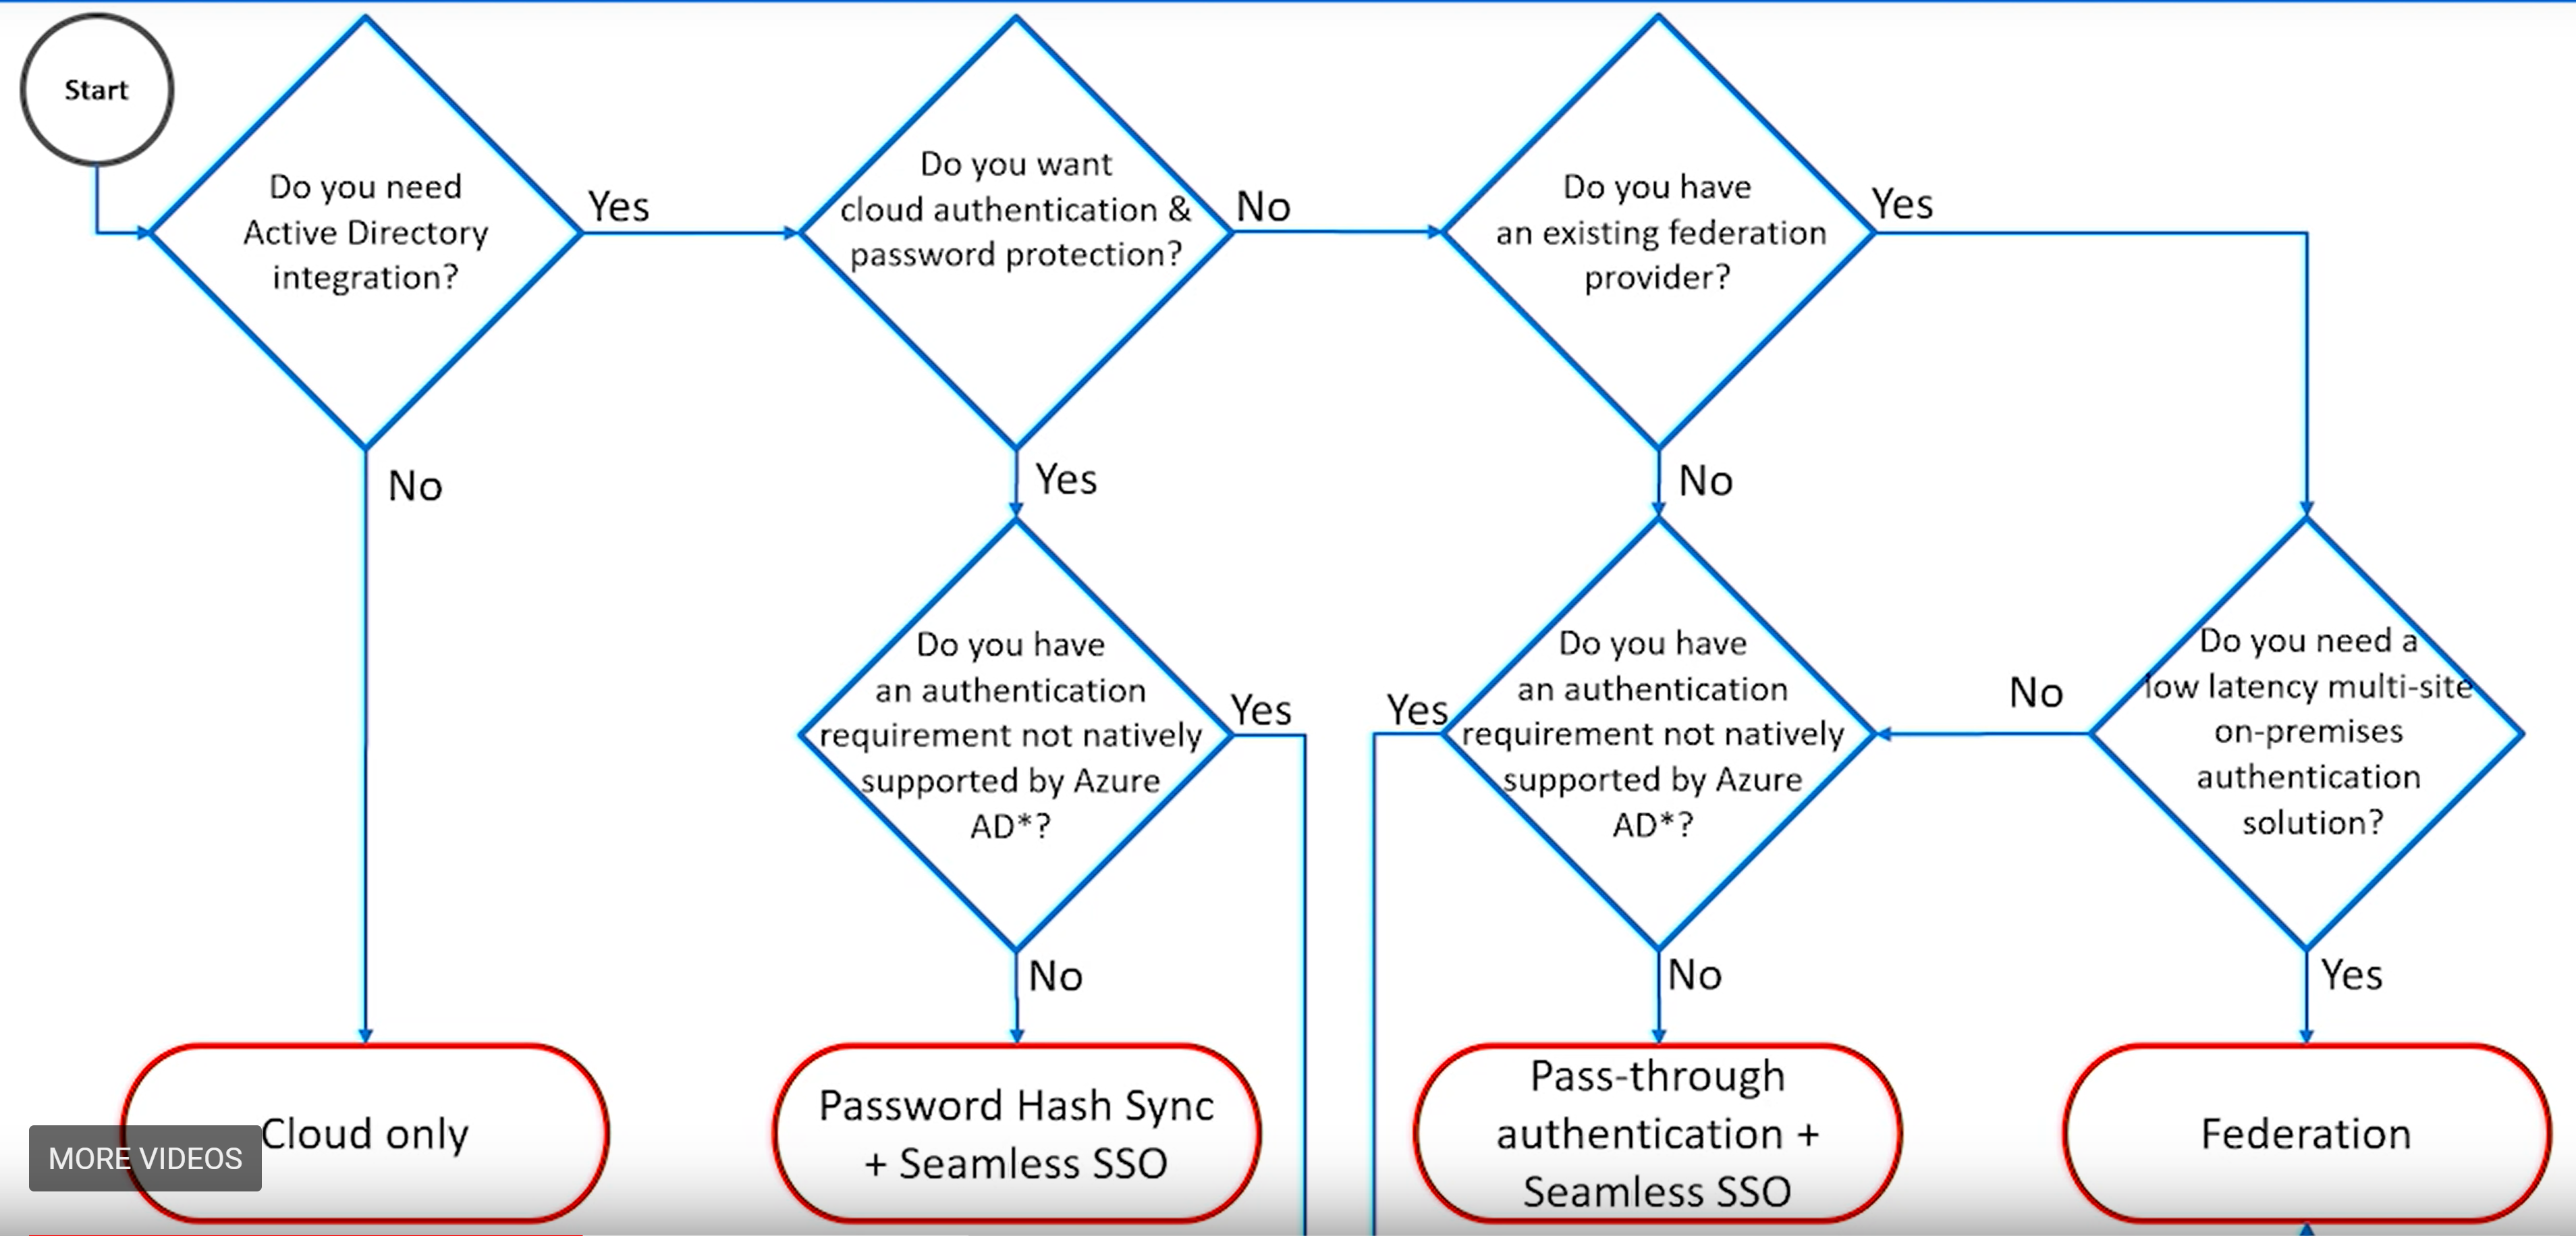 Start
Do you need
Active Directory
integration?
Yes
No
Do you want
cloud authentication &
password protection?
No
Yes
Do you have
an existing federation
provider?
Yes
No
Do you have
an authentication
requirement not natively
supported by Azure
AD*?
Yes
No
Do you have
an authentication
requirement not natively
supported by Azure
AD*?
Yes
No
Do you need a
low latency multi-site
on-premises
authentication
solution?
No
Yes
Cloud only
Password Hash Sync
+ Seamless SSO
Pass-through
authentication +
Seamless SSO
Federation
MORE VIDEOS